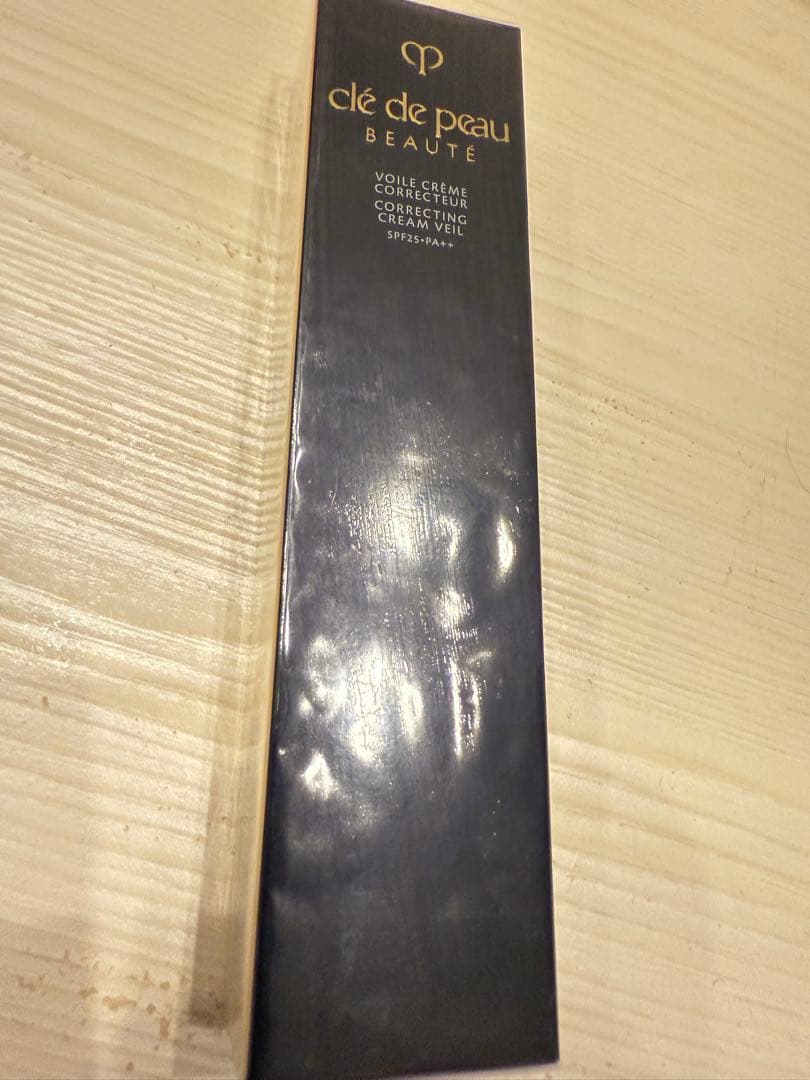 clé de peau
BEAUTÉ
VOILE CRÈME
CORRECTEUR
CORRECTING
CREAM VEIL
SPF25•PA++